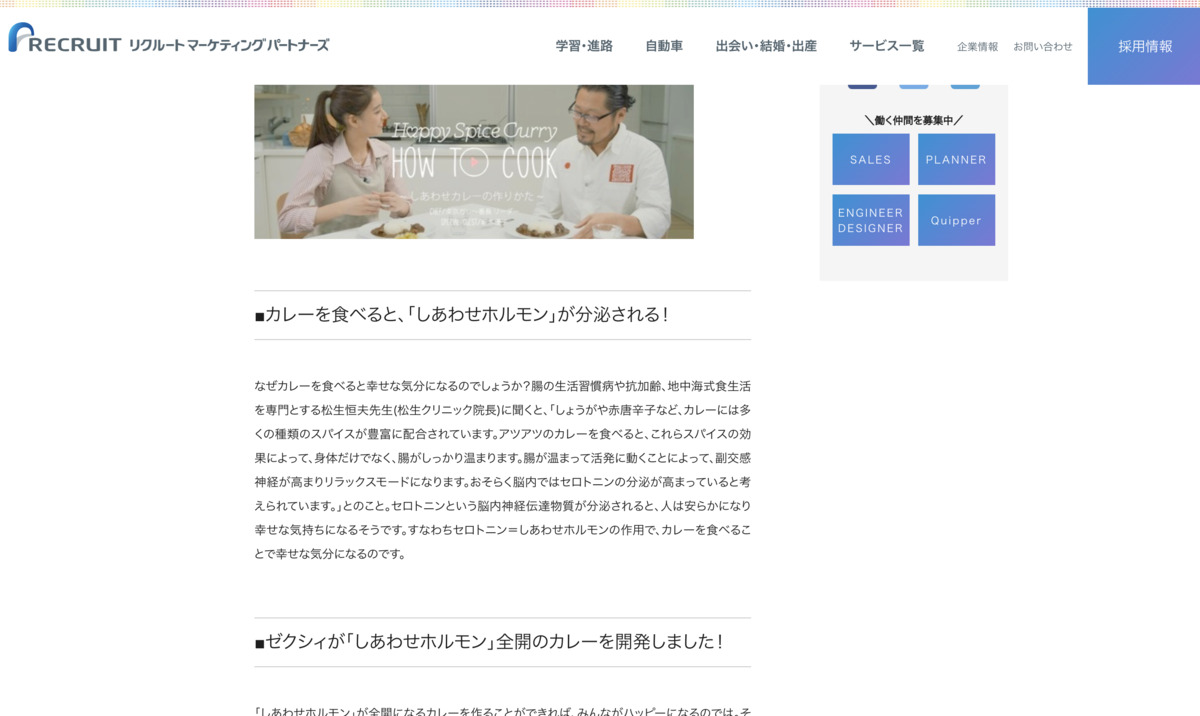 RECRUIT リクルート マーケティングパートナーズ
学習・進路 自動車 出会い・結婚・出産 サービス一覧 企業情報 お問い合わせ 採用情報
Happy Spice Curry
HOW TO COOK
～しあわせカレーの作りかた～
■カレーを食べると、「しあわせホルモン」が分泌される！
なぜカレーを食べると幸せな気分になるのでしょうか？腸の生活習慣病や抗加齢、地中海式食生活
を専門とする松生恒夫先生(松生クリニック院長)に聞くと、「しょうがや赤唐辛子など、カレーには多
くの種類のスパイスが豊富に配合されています。アツアツのカレーを食べると、これらスパイスの効
果によって、身体だけでなく、腸がしっかり温まります。腸が温まって活発に動くことによって、副交感
神経が高まりリラックスモードになります。おそらく脳内ではセロトニンの分泌が高まっていると考
えられています。」とのこと。セロトニンという脳内神経伝達物質が分泌されると、人は安らかになり
幸せな気持ちになるそうです。すなわちセロトニン＝しあわせホルモンの作用で、カレーを食べるこ
とで幸せな気分になるのです。
■ゼクシィが「しあわせホルモン」全開のカレーを開発しました！
「しあわせホルモン」が全開になるカレーを作ることができれば、みんながハッピーになるのでは。そ
＼働く仲間を募集中／
SALES
PLANNER
ENGINEER
DESIGNER
Quipper